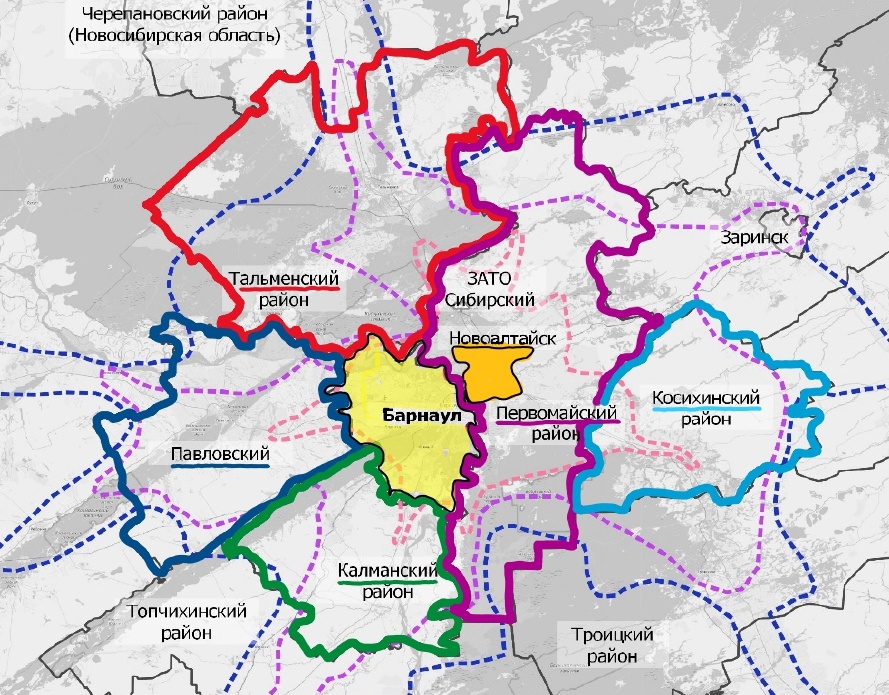 Черепановский район
(Новосибирская область)
Заринск
Тальменский
район
ЗАТО
Сибирский
Новоалтайск
Косихинский
район
Барнаул
Первомайский
район
Павловский
Калманский
район
Топчихинский
район
Троицкий
район